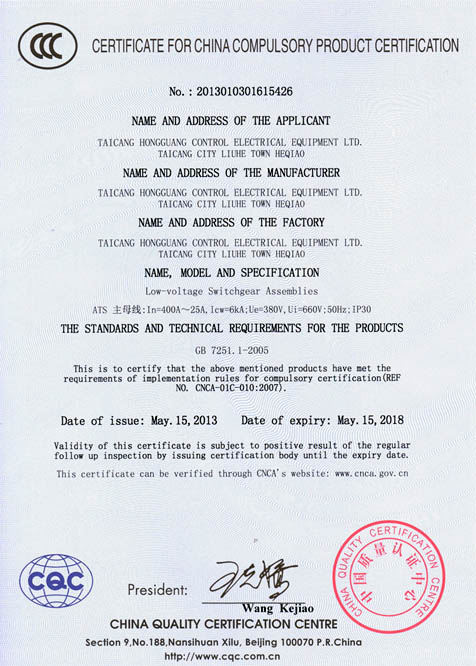 CCC
CERTIFICATE FOR CHINA COMPULSORY PRODUCT CERTIFICATION
No.: 2013010301615426
NAME AND ADDRESS OF THE APPLICANT
TAICANG HONGGUANG CONTROL ELECTRICAL EQUIPMENT LTD.
TAICANG CITY LIUHE TOWN HEQIAO
NAME AND ADDRESS OF THE MANUFACTURER
TAICANG HONGGUANG CONTROL ELECTRICAL EQUIPMENT LTD.
TAICANG CITY LIUHE TOWN HEQIAO
NAME AND ADDRESS OF THE FACTORY
TAICANG HONGGUANG CONTROL ELECTRICAL EQUIPMENT LTD.
TAICANG CITY LIUHE TOWN HEQIAO
NAME, MODEL AND SPECIFICATION
Low-voltage Switchgear Assemblies
ATS 主母线:In=400A~25A,Icw=6kA;Ue=380V,Ui=660V;50Hz;IP30
THE STANDARDS AND TECHNICAL REQUIREMENTS FOR THE PRODUCTS
GB 7251.1-2005
This is to certify that the above mentioned products have met the
requirements of implementation rules for compulsory certification(REF
NO. CNCA-01C-010:2007).
Date of issue: May.15,2013 Date of expiry: May.15,2018
Validity of this certificate is subject to positive result of the regular
follow up inspection by issuing certification body until the expiry date.
This certificate can be verified through CNCA's website: www.cnca.gov.cn
P
CQC
President:
Wang Kejiao
CHINA QUALITY CERTIFICATION CENTRE
中国质量认证中心
CHINA QUALITY CERTIFICATION CENTRE
Section 9,No.188,Nansihuan Xilu, Beijing 100070 P.R.China
http://www.cqc.com.cn